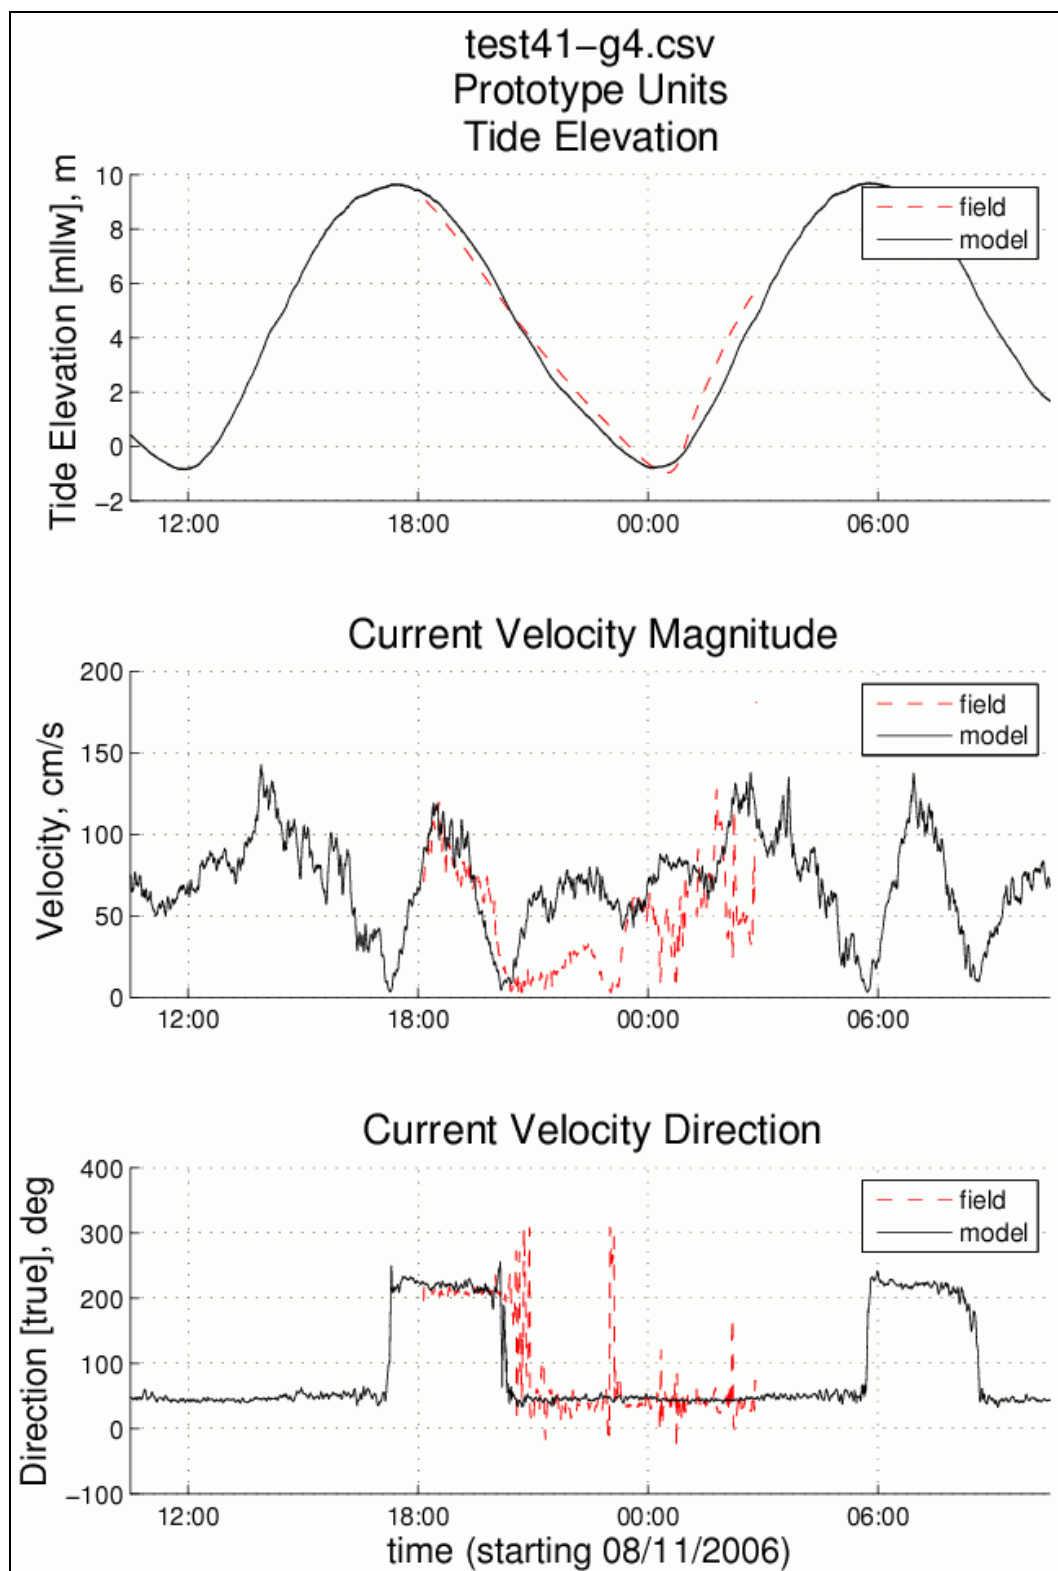 test41-g4.csv
Prototype Units
Tide Elevation
Tide Elevation [mllw], m
10
8
6
4
2
0
−2
field
model
12:00 18:00 00:00 06:00
Current Velocity Magnitude
Velocity, cm/s
200
150
100
50
0
field
model
12:00 18:00 00:00 06:00
Current Velocity Direction
Direction [true], deg
400
300
200
100
0
−100
field
model
12:00 18:00 00:00 06:00
time (starting 08/11/2006)